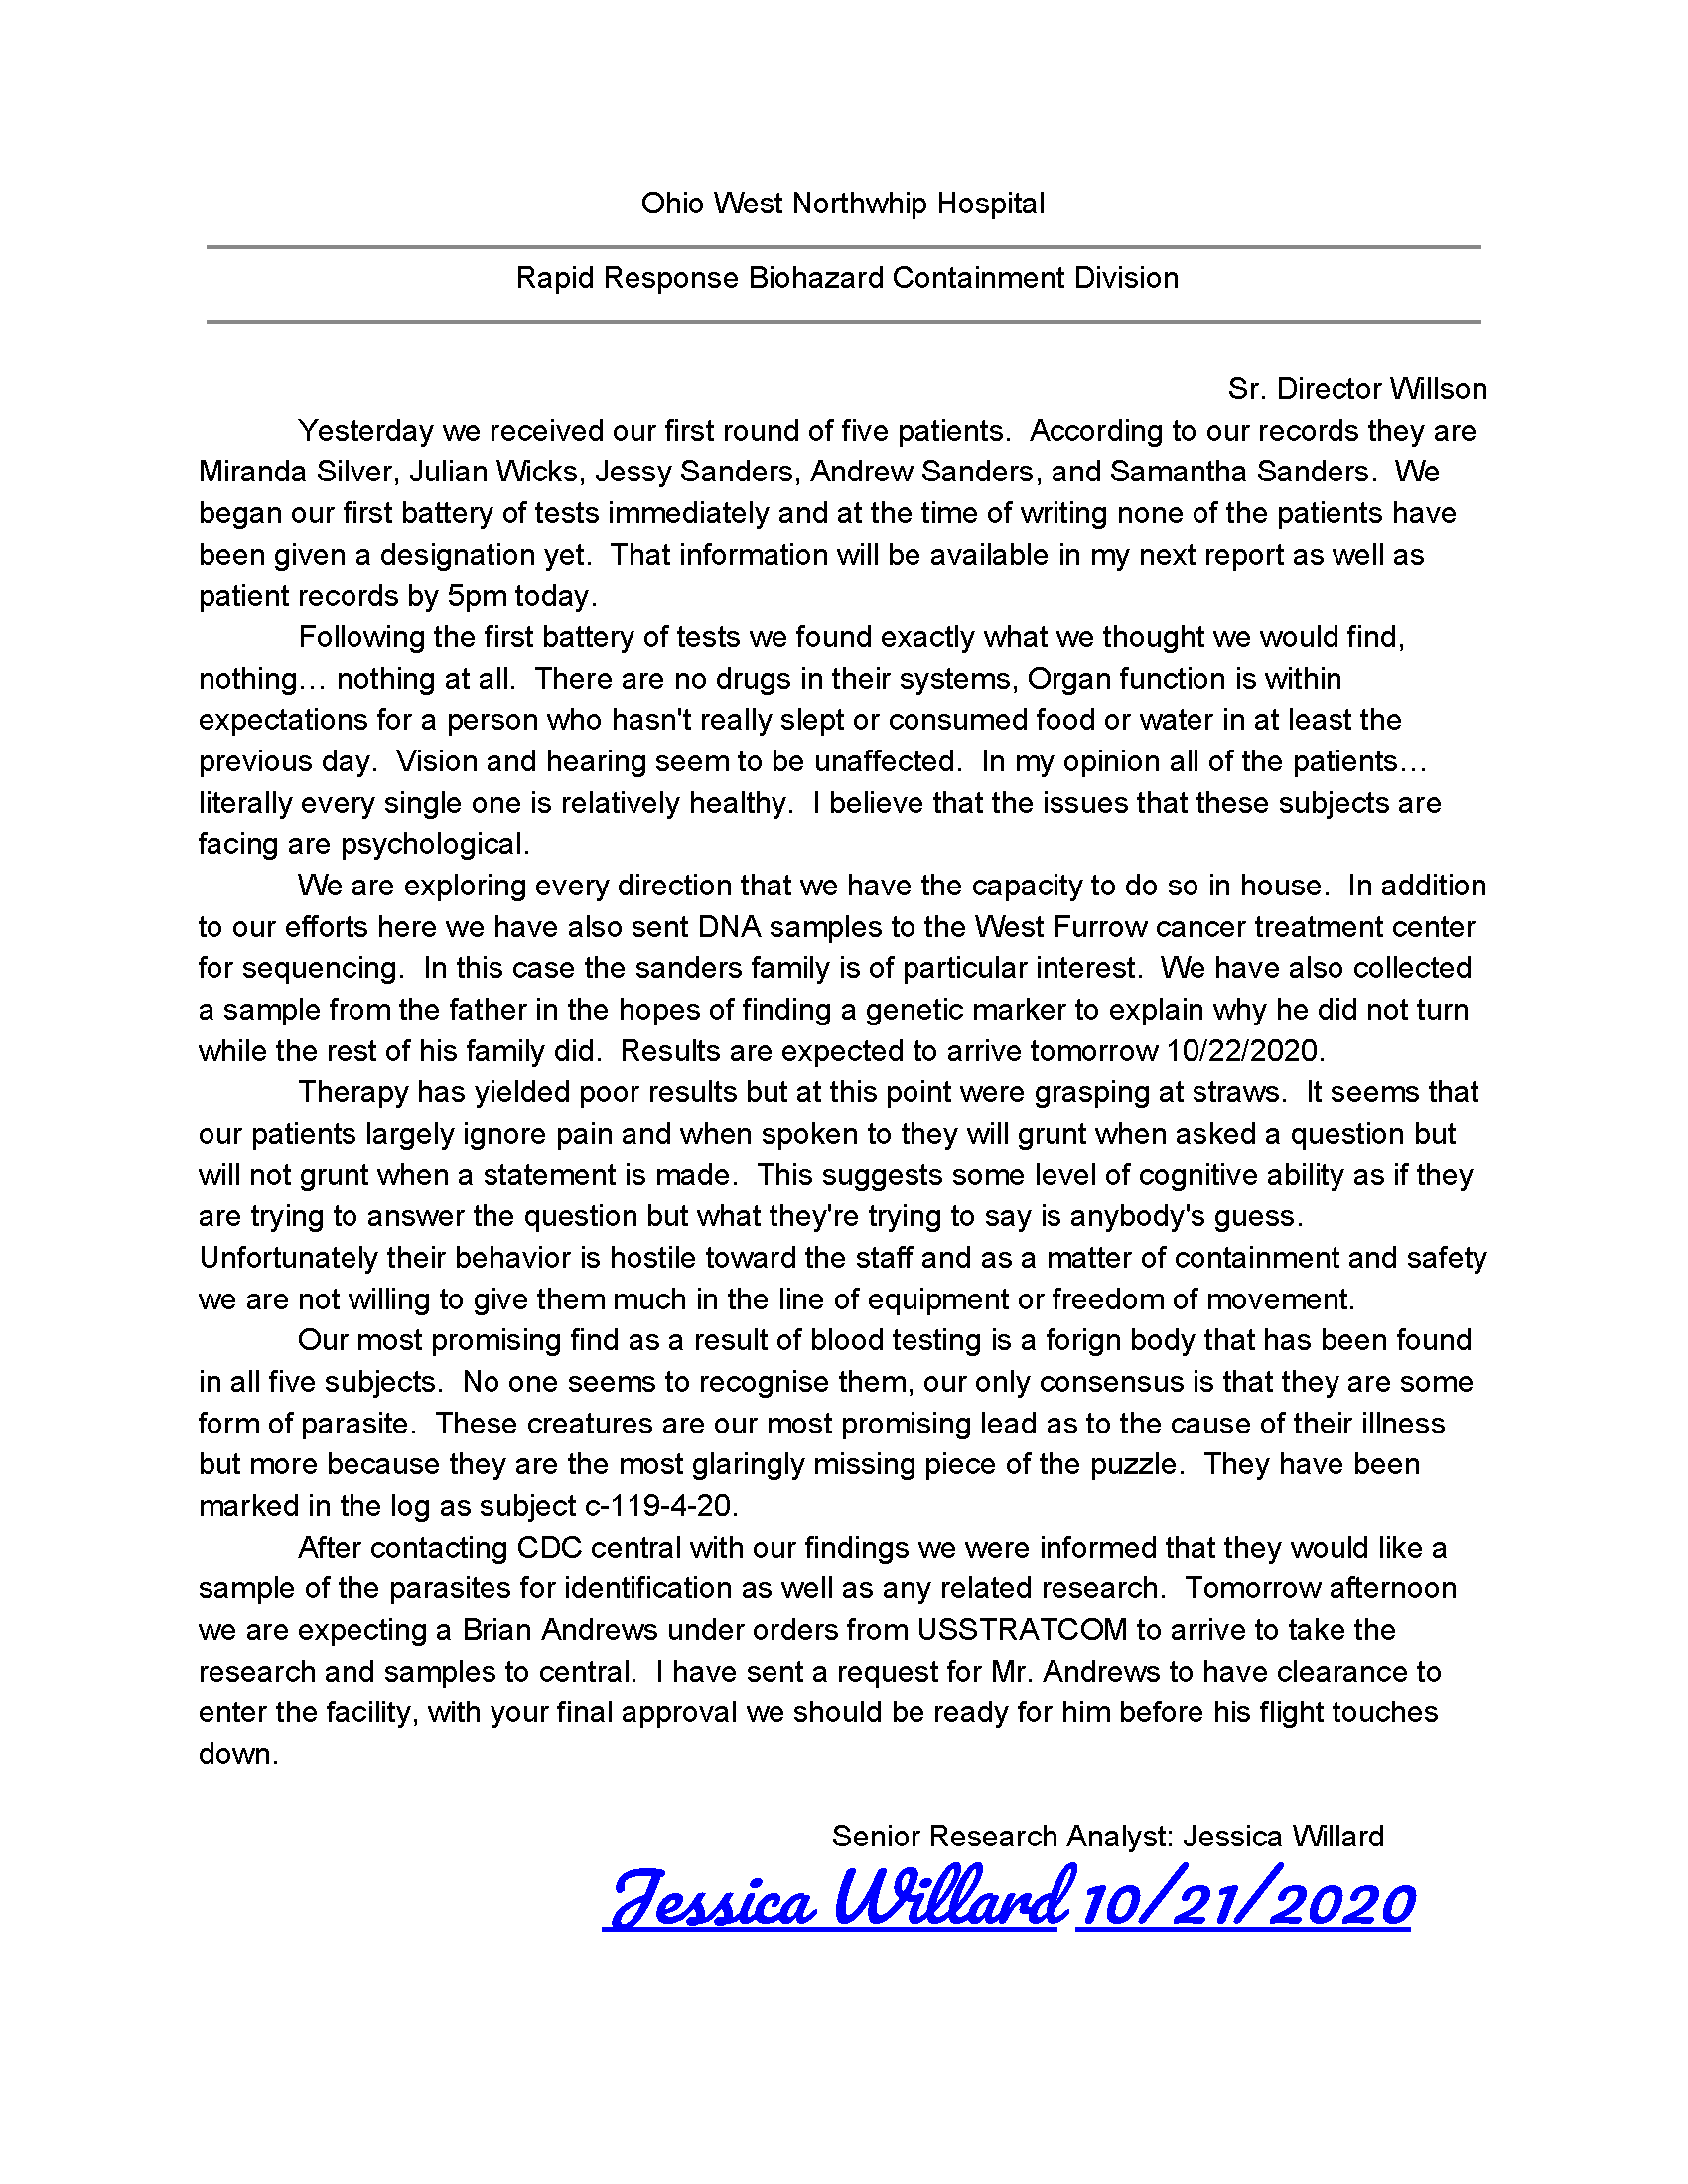 Ohio West Northwhip Hospital
Rapid Response Biohazard Containment Division
Sr. Director Willson
Yesterday we received our first round of five patients.  According to our records they are
Miranda Silver, Julian Wicks, Jessy Sanders, Andrew Sanders, and Samantha Sanders.  We
began our first battery of tests immediately and at the time of writing none of the patients have
been given a designation yet.  That information will be available in my next report as well as
patient records by 5pm today.
Following the first battery of tests we found exactly what we thought we would find,
nothing… nothing at all.  There are no drugs in their systems, Organ function is within
expectations for a person who hasn't really slept or consumed food or water in at least the
previous day.  Vision and hearing seem to be unaffected.  In my opinion all of the patients…
literally every single one is relatively healthy.  I believe that the issues that these subjects are
facing are psychological.
We are exploring every direction that we have the capacity to do so in house.  In addition
to our efforts here we have also sent DNA samples to the West Furrow cancer treatment center
for sequencing.  In this case the sanders family is of particular interest.  We have also collected
a sample from the father in the hopes of finding a genetic marker to explain why he did not turn
while the rest of his family did.  Results are expected to arrive tomorrow 10/22/2020.
Therapy has yielded poor results but at this point were grasping at straws.  It seems that
our patients largely ignore pain and when spoken to they will grunt when asked a question but
will not grunt when a statement is made.  This suggests some level of cognitive ability as if they
are trying to answer the question but what they're trying to say is anybody's guess.
Unfortunately their behavior is hostile toward the staff and as a matter of containment and safety
we are not willing to give them much in the line of equipment or freedom of movement.
Our most promising find as a result of blood testing is a forign body that has been found
in all five subjects.  No one seems to recognise them, our only consensus is that they are some
form of parasite.  These creatures are our most promising lead as to the cause of their illness
but more because they are the most glaringly missing piece of the puzzle.  They have been
marked in the log as subject c-119-4-20.
After contacting CDC central with our findings we were informed that they would like a
sample of the parasites for identification as well as any related research.  Tomorrow afternoon
we are expecting a Brian Andrews under orders from USSTRATCOM to arrive to take the
research and samples to central.  I have sent a request for Mr. Andrews to have clearance to
enter the facility, with your final approval we should be ready for him before his flight touches
down.
Senior Research Analyst: Jessica Willard
Jessica Willard 10/21/2020